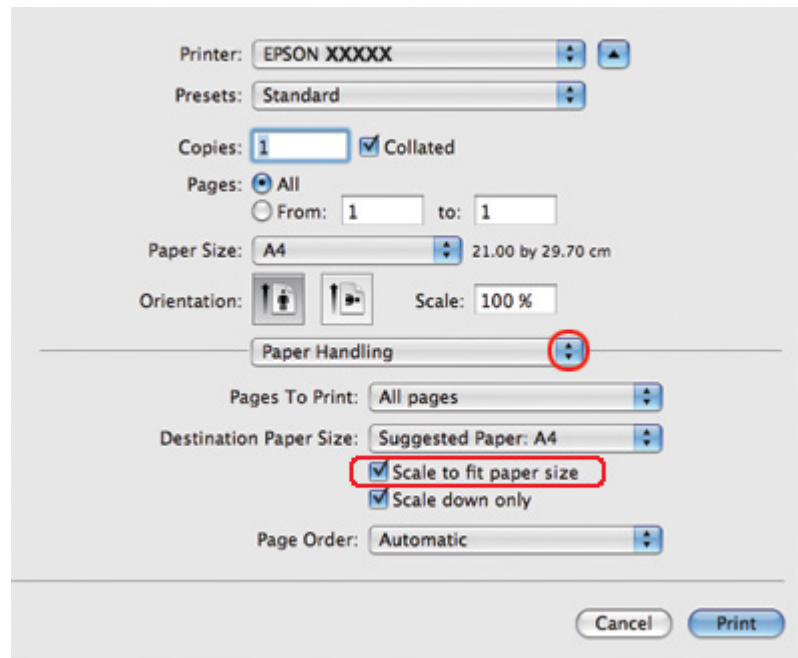 Printer: EPSON XXXXX
Presets: Standard
Copies: 1 Collated
Pages: All
From: 1 to: 1
Paper Size: A4 21.00 by 29.70 cm
Orientation: Scale: 100 %
Paper Handling
Pages To Print: All pages
Destination Paper Size: Suggested Paper: A4
Scale to fit paper size
Scale down only
Page Order: Automatic
Cancel Print